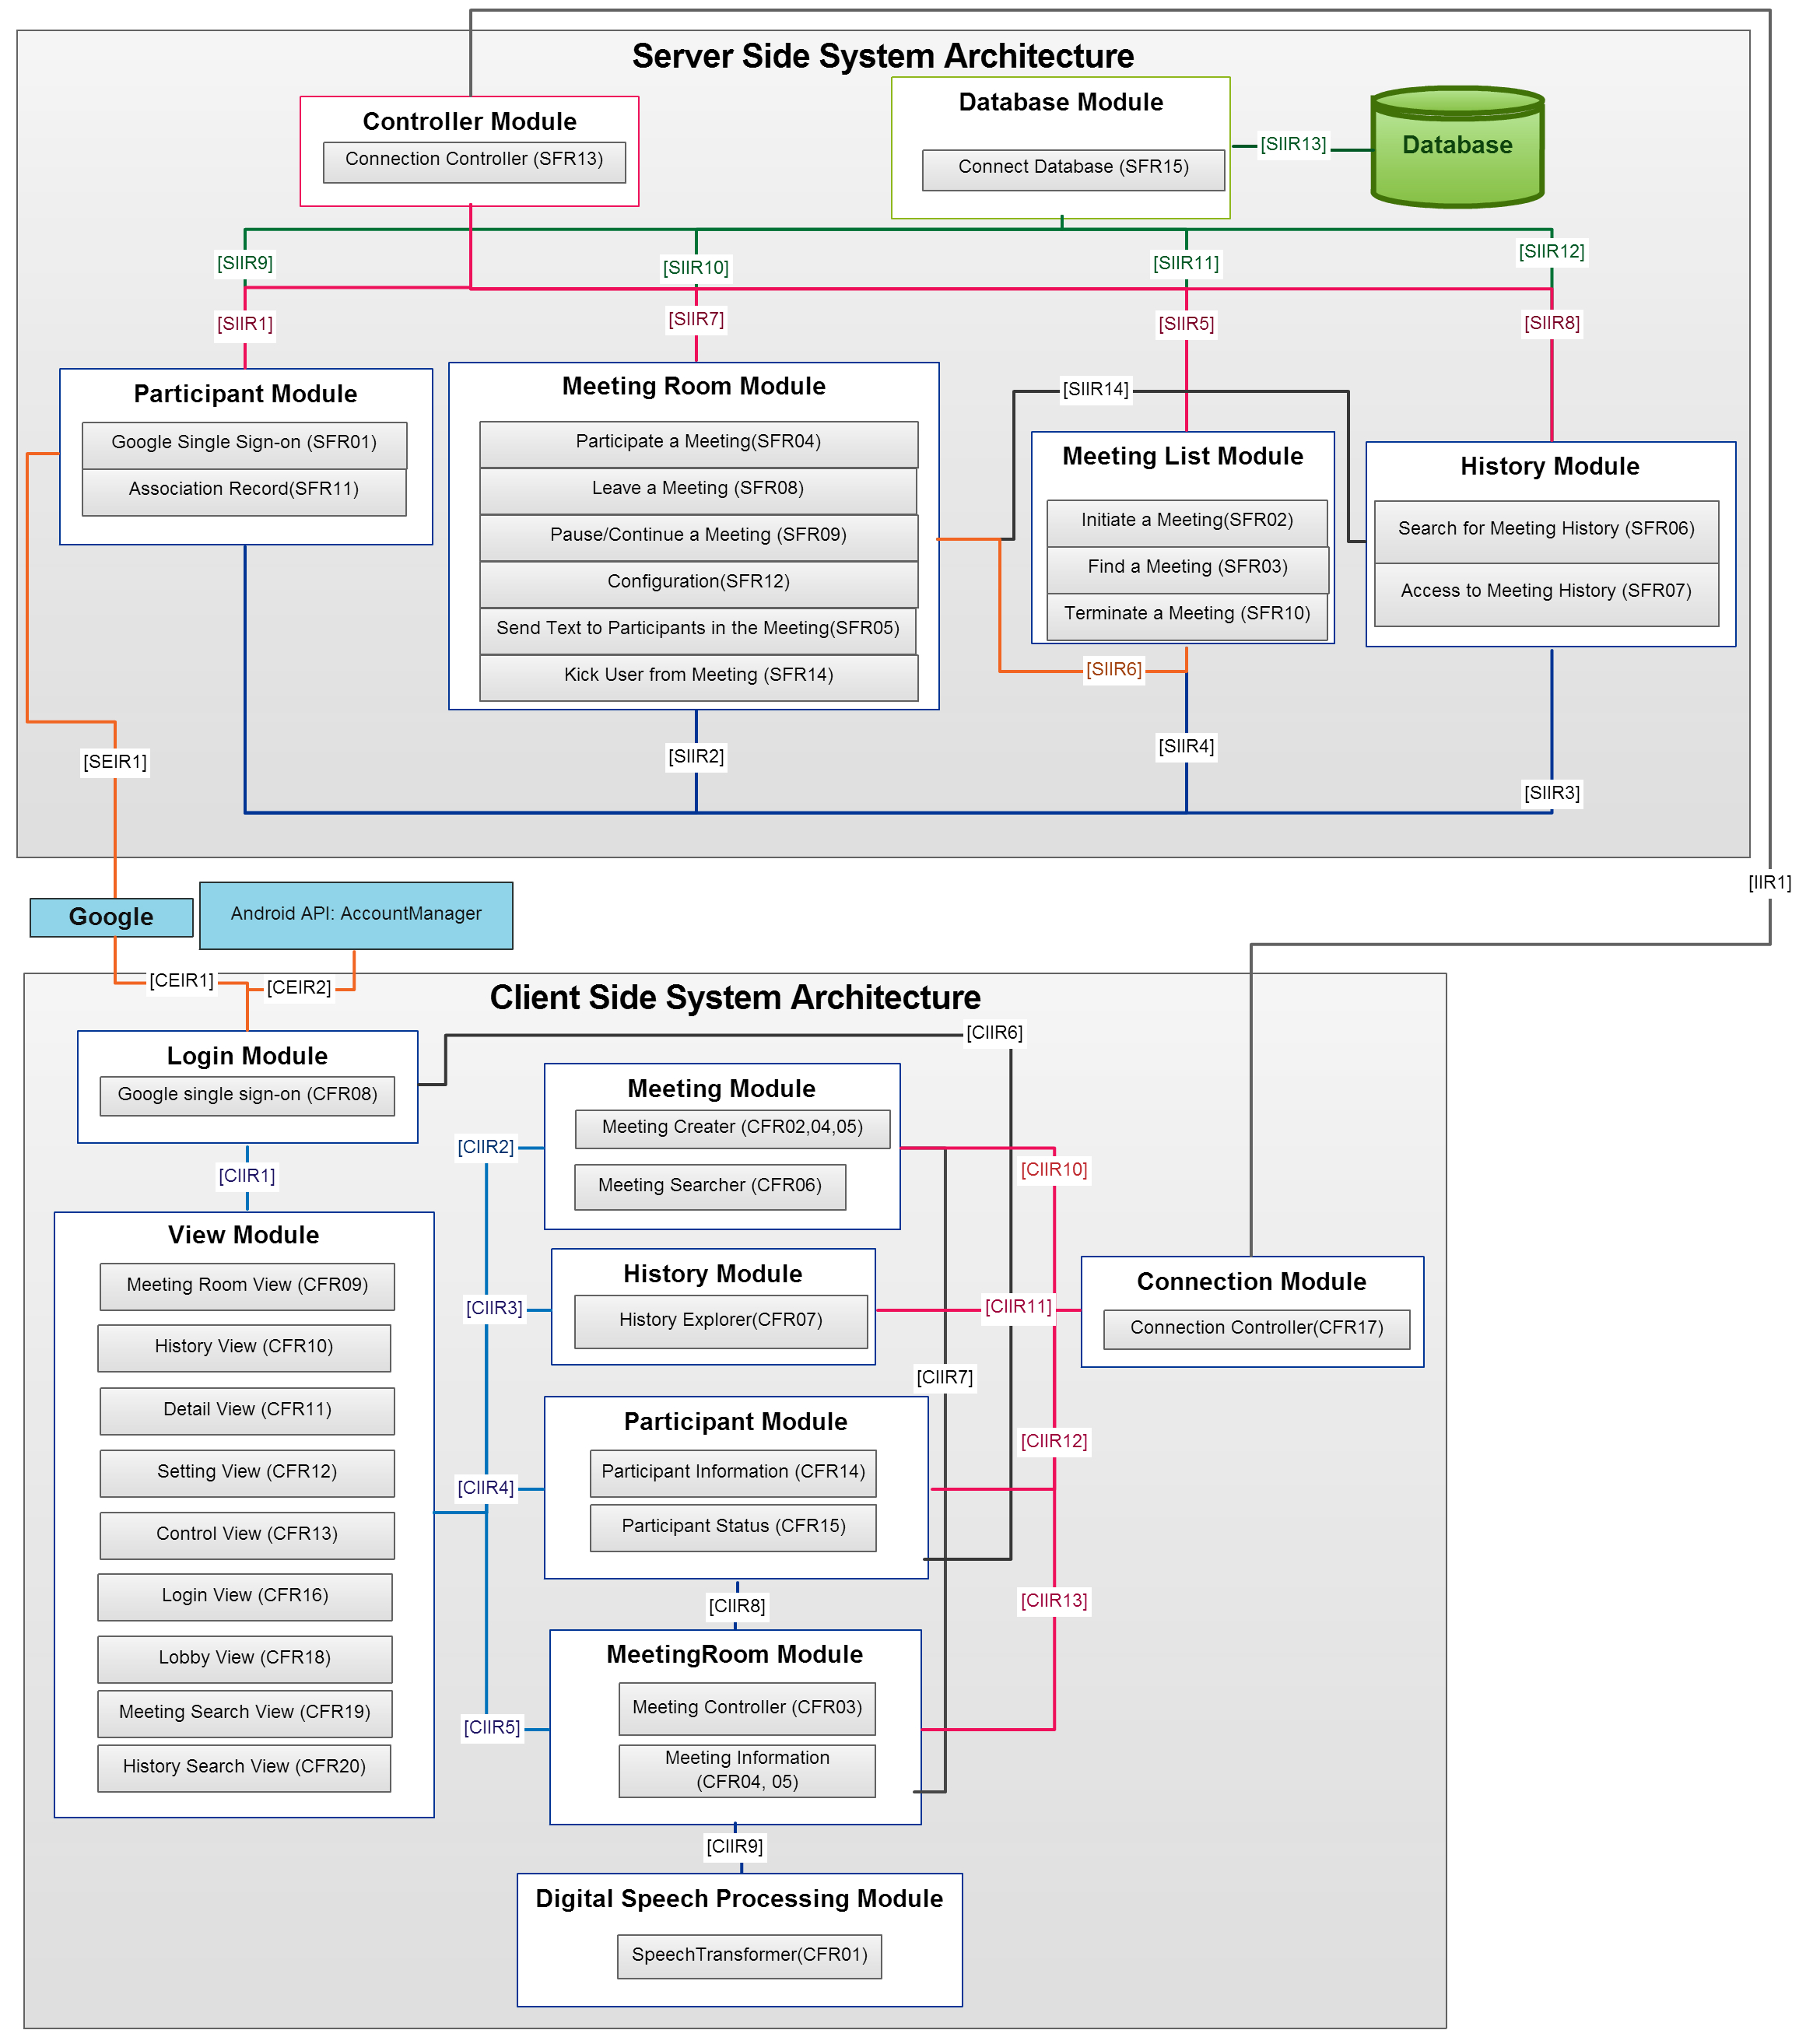 Server Side System Architecture
Controller Module
Connection Controller (SFR13)
Database Module
Connect Database (SFR15)
[SIIR13]
Database
[SIIR9]
[SIIR10]
[SIIR11]
[SIIR12]
[SIIR1]
[SIIR7]
[SIIR5]
[SIIR8]
Participant Module
Google Single Sign-on (SFR01)
Association Record(SFR11)
Meeting Room Module
Participate a Meeting(SFR04)
Leave a Meeting (SFR08)
Pause/Continue a Meeting (SFR09)
Configuration(SFR12)
Send Text to Participants in the Meeting(SFR05)
Kick User from Meeting (SFR14)
[SIIR14]
Meeting List Module
Initiate a Meeting(SFR02)
Find a Meeting (SFR03)
Terminate a Meeting (SFR10)
History Module
Search for Meeting History (SFR06)
Access to Meeting History (SFR07)
[SIIR6]
[SEIR1]
[SIIR2]
[SIIR4]
[SIIR3]
[IIR1]
Google
Android API: AccountManager
[CEIR1]
[CEIR2]
Client Side System Architecture
Login Module
Google single sign-on (CFR08)
[CIIR6]
[CIIR1]
View Module
Meeting Room View (CFR09)
History View (CFR10)
Detail View (CFR11)
Setting View (CFR12)
Control View (CFR13)
Login View (CFR16)
Lobby View (CFR18)
Meeting Search View (CFR19)
History Search View (CFR20)
[CIIR2]
[CIIR3]
[CIIR4]
[CIIR5]
Meeting Module
Meeting Creater (CFR02,04,05)
Meeting Searcher (CFR06)
[CIIR10]
History Module
History Explorer(CFR07)
[CIIR11]
Connection Module
Connection Controller(CFR17)
[CIIR7]
Participant Module
Participant Information (CFR14)
Participant Status (CFR15)
[CIIR12]
[CIIR8]
[CIIR13]
MeetingRoom Module
Meeting Controller (CFR03)
Meeting Information
(CFR04, 05)
[CIIR9]
Digital Speech Processing Module
SpeechTransformer(CFR01)